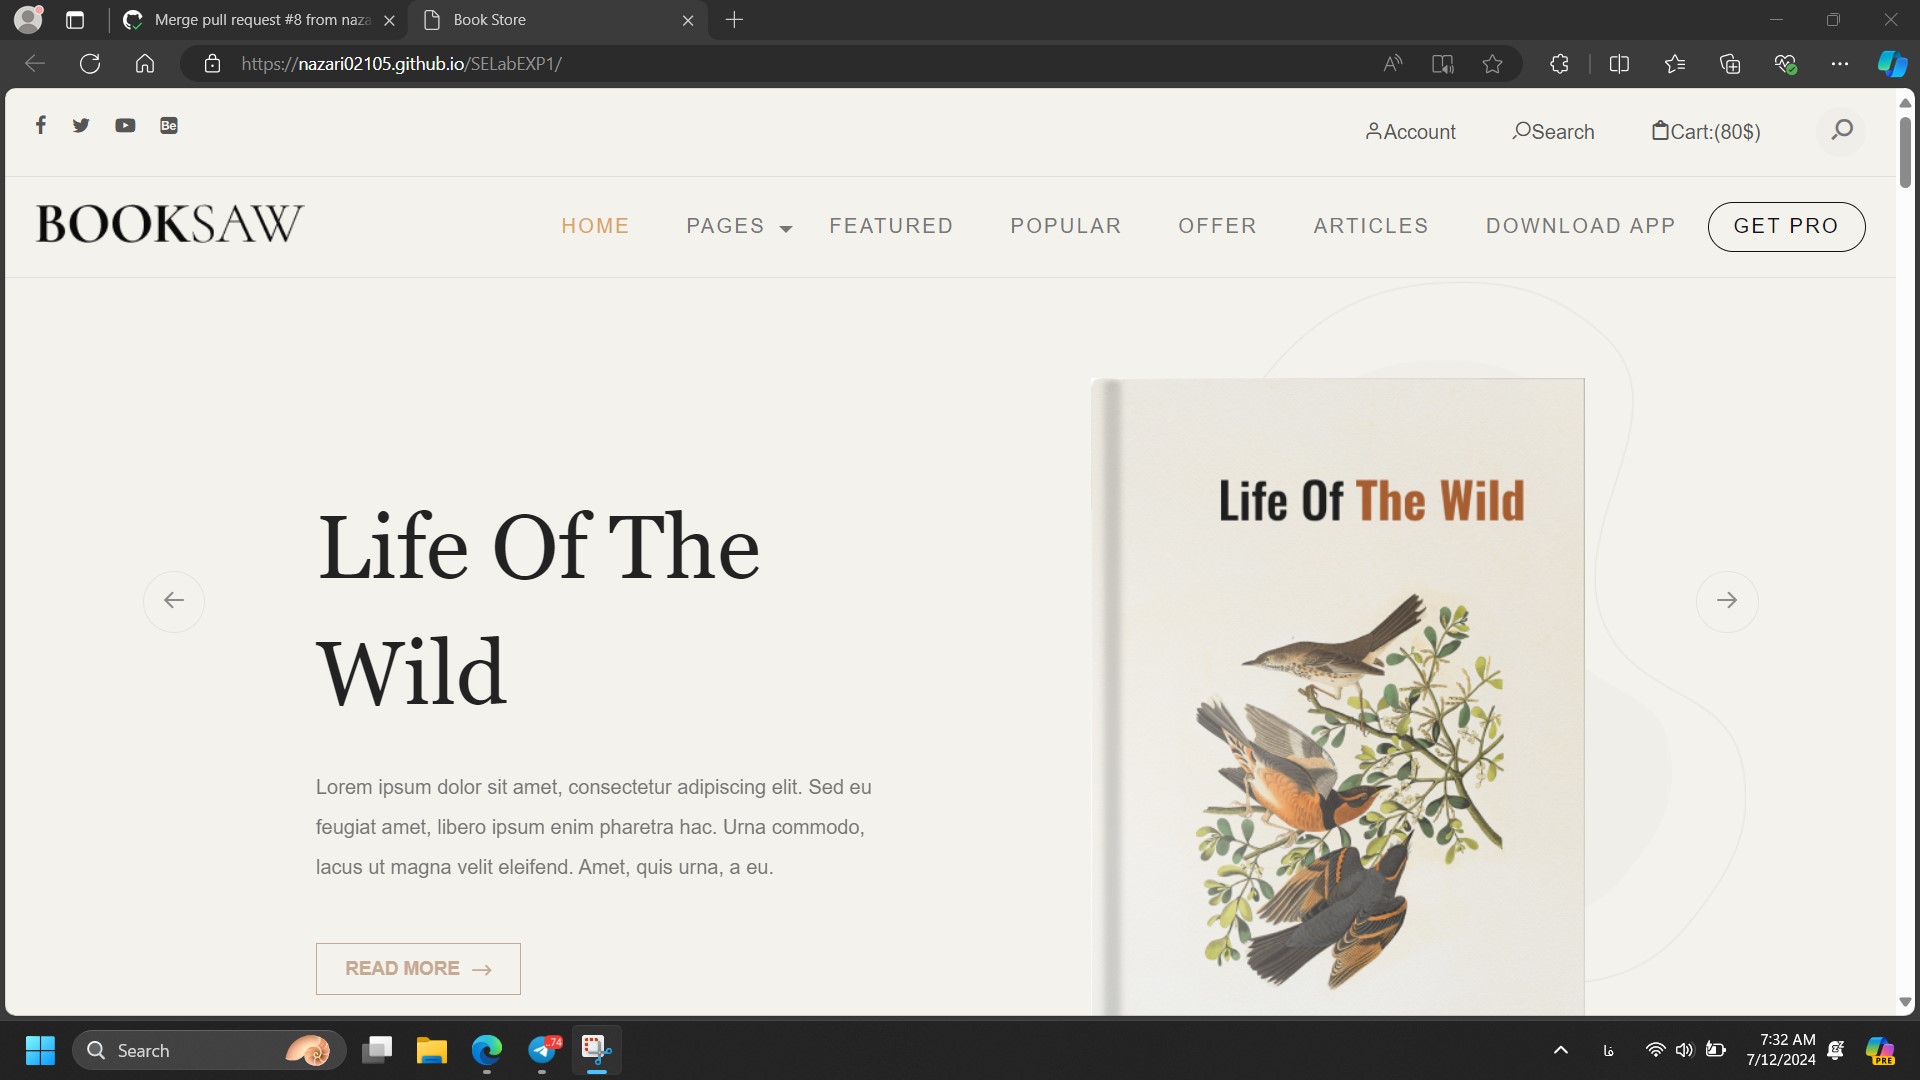 Merge pull request #8 from naza
Book Store
https://nazari02105.github.io/SELabEXP1/
Be
Account
Search
Cart:(80$)
BOOKSAW
HOME
PAGES
FEATURED
POPULAR
OFFER
ARTICLES
DOWNLOAD APP
GET PRO
Life Of The
Wild
Lorem ipsum dolor sit amet, consectetur adipiscing elit. Sed eu
feugiat amet, libero ipsum enim pharetra hac. Urna commodo,
lacus ut magna velit eleifend. Amet, quis urna, a eu.
READ MORE
Life Of The Wild
Search
..74
فا
7:32 AM
7/12/2024
PRE